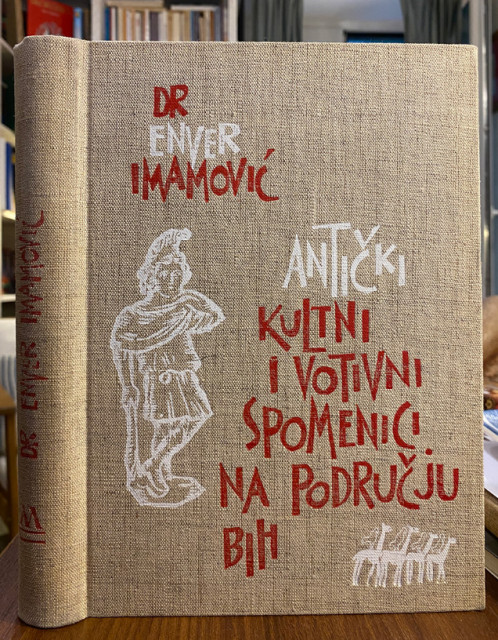 DR
ENVER
IMAMOVIĆ
ANTIČKI
KULTNI
I VOTIVNI
SPOMENICI
NA PODRUČJU
BIH
DR ENVER IMAMOVIĆ